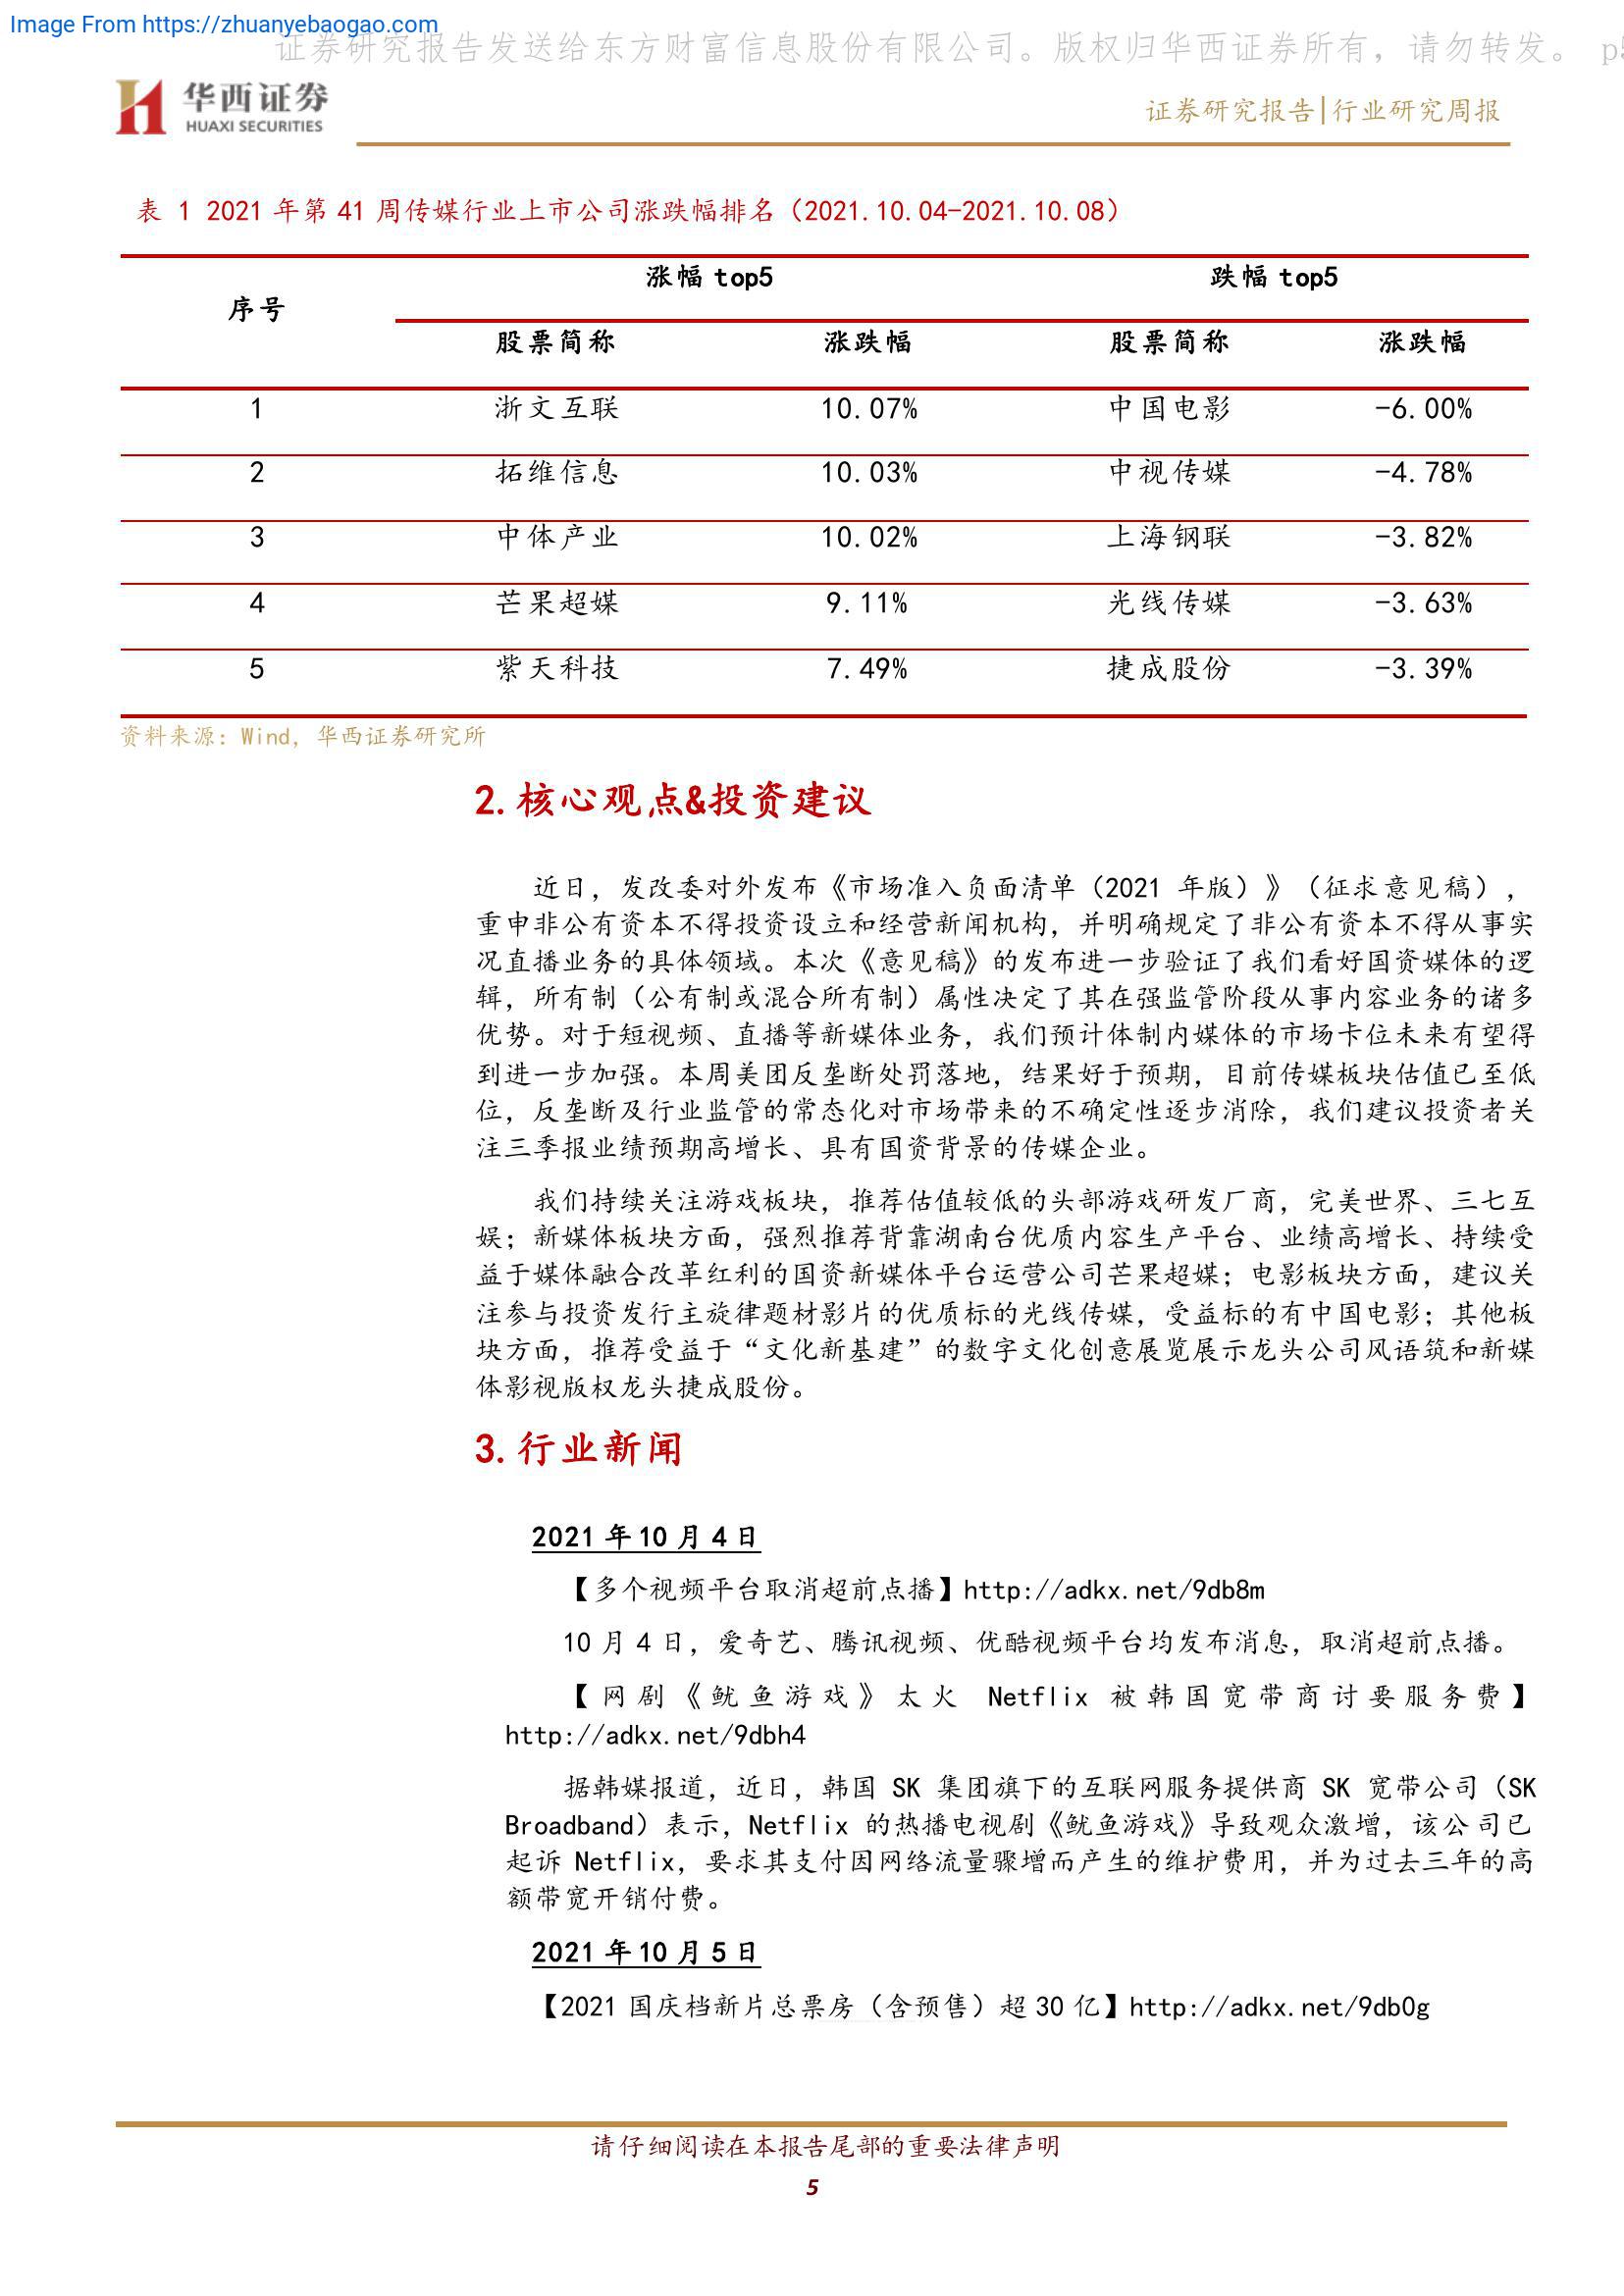 Image From https://zhuanyebaogao.com
证券研究报告发送给东方财富信息股份有限公司。版权归华西证券所有，请勿转发。 p5
华西证券
HUAXI SECURITIES
证券研究报告|行业研究周报
表 1 2021 年第 41 周传媒行业上市公司涨跌幅排名（2021.10.04-2021.10.08）
序号 涨幅 top5 跌幅 top5
股票简称 涨跌幅 股票简称 涨跌幅
1 浙文互联 10.07% 中国电影 -6.00%
2 拓维信息 10.03% 中视传媒 -4.78%
3 中体产业 10.02% 上海钢联 -3.82%
4 芒果超媒 9.11% 光线传媒 -3.63%
5 紫天科技 7.49% 捷成股份 -3.39%
资料来源：Wind，华西证券研究所
2.核心观点&投资建议
近日，发改委对外发布《市场准入负面清单（2021 年版）》（征求意见稿），
重申非公有资本不得投资设立和经营新闻机构，并明确规定了非公有资本不得从事实
况直播业务的具体领域。本次《意见稿》的发布进一步验证了我们看好国资媒体的逻
辑，所有制（公有制或混合所有制）属性决定了其在强监管阶段从事内容业务的诸多
优势。对于短视频、直播等新媒体业务，我们预计体制内媒体的市场卡位未来有望得
到进一步加强。本周美团反垄断处罚落地，结果好于预期，目前传媒板块估值已至低
位，反垄断及行业监管的常态化对市场带来的不确定性逐步消除，我们建议投资者关
注三季报业绩预期高增长、具有国资背景的传媒企业。
我们持续关注游戏板块，推荐估值较低的头部游戏研发厂商，完美世界、三七互
娱；新媒体板块方面，强烈推荐背靠湖南台优质内容生产平台、业绩高增长、持续受
益于媒体融合改革红利的国资新媒体平台运营公司芒果超媒；电影板块方面，建议关
注参与投资发行主旋律题材影片的优质标的光线传媒，受益标的有中国电影；其他板
块方面，推荐受益于“文化新基建”的数字文化创意展览展示龙头公司风语筑和新媒
体影视版权龙头捷成股份。
3.行业新闻
2021 年 10 月 4 日
【多个视频平台取消超前点播】http://adkx.net/9db8m
10 月 4 日，爱奇艺、腾讯视频、优酷视频平台均发布消息，取消超前点播。
【网剧《鱿鱼游戏》太火 Netflix 被韩国宽带商讨要服务费】
http://adkx.net/9dbh4
据韩媒报道，近日，韩国 SK 集团旗下的互联网服务提供商 SK 宽带公司（SK
Broadband）表示，Netflix 的热播电视剧《鱿鱼游戏》导致观众激增，该公司已
起诉 Netflix，要求其支付因网络流量骤增而产生的维护费用，并为过去三年的高
额带宽开销付费。
2021 年 10 月 5 日
【2021 国庆档新片总票房（含预售）超 30 亿】http://adkx.net/9db0g
请仔细阅读在本报告尾部的重要法律声明
5